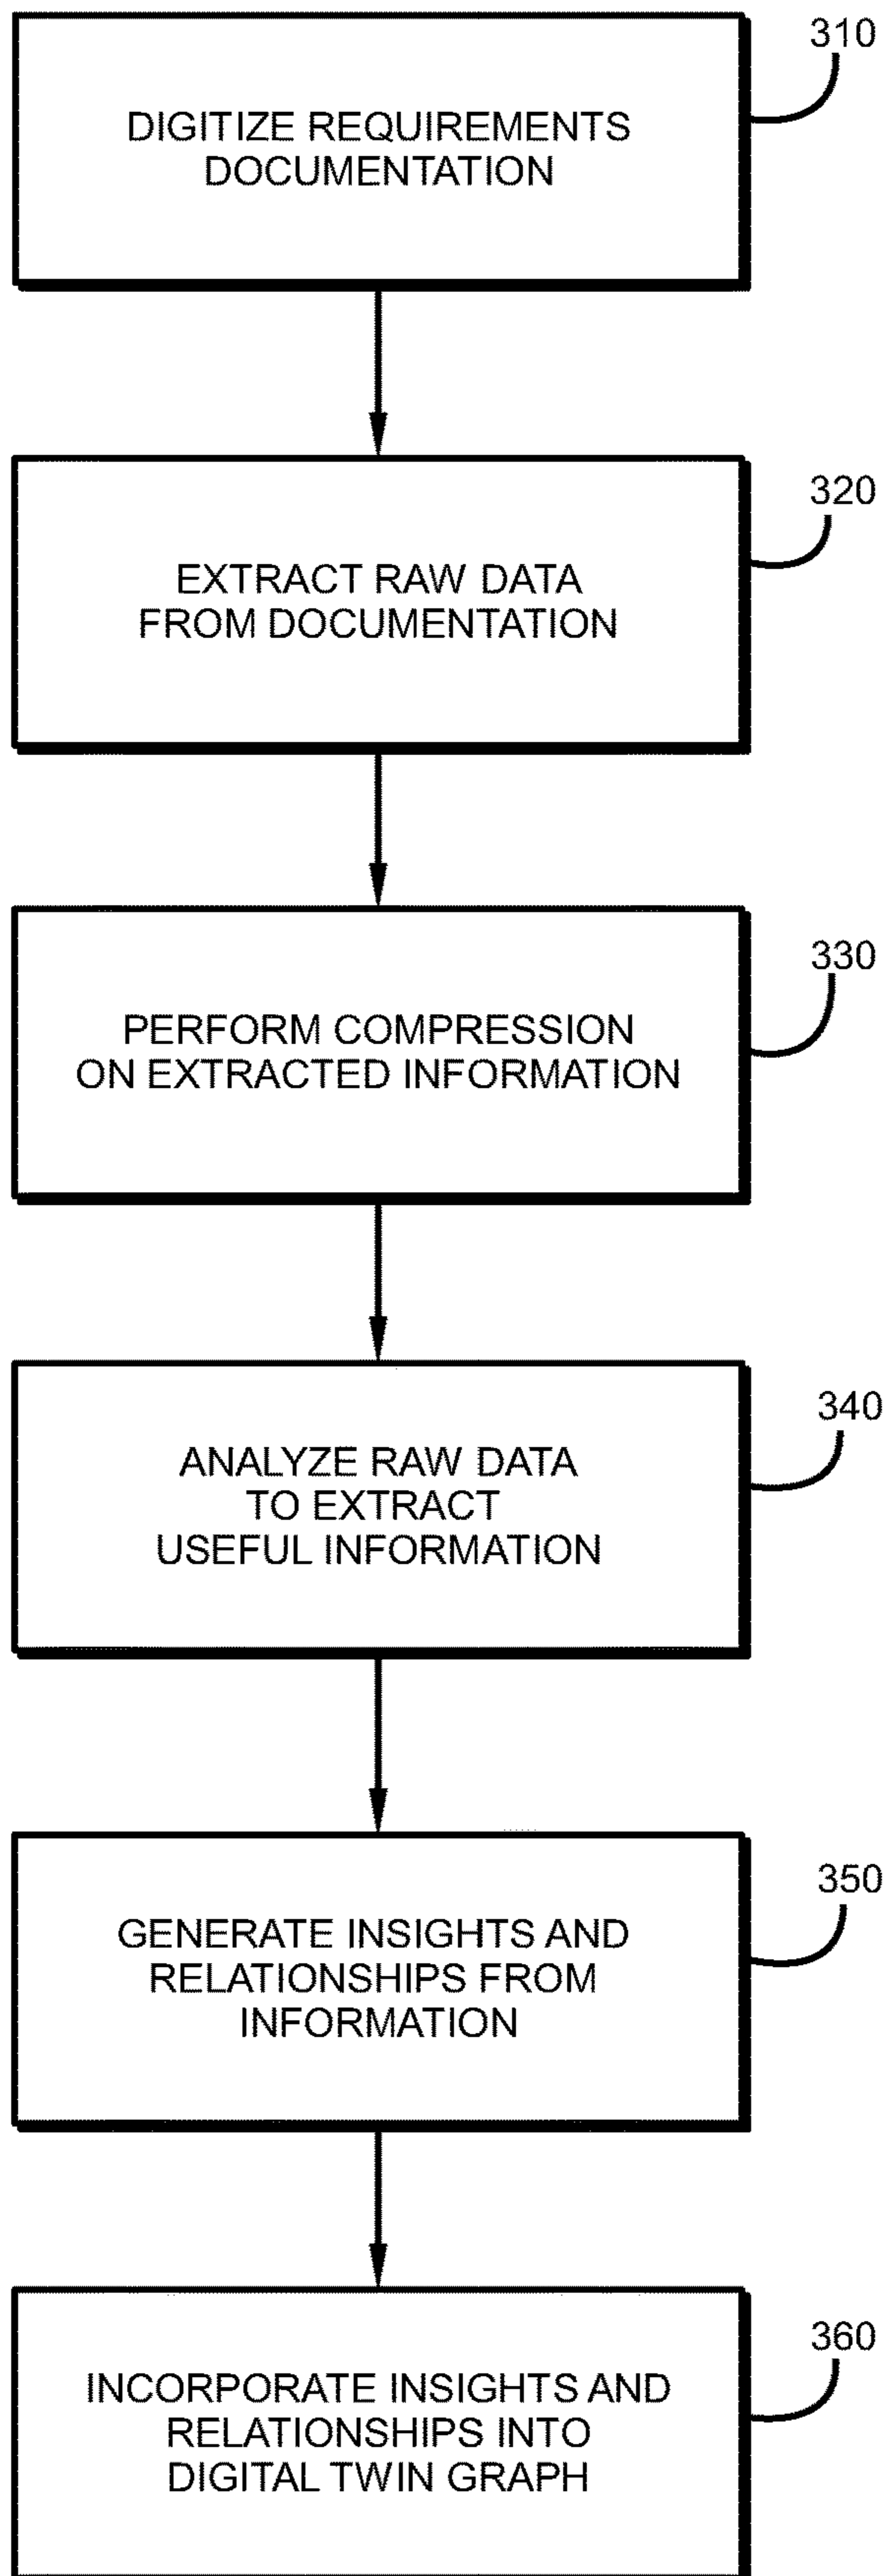 310
DIGITIZE REQUIREMENTS
DOCUMENTATION
320
EXTRACT RAW DATA
FROM DOCUMENTATION
330
PERFORM COMPRESSION
ON EXTRACTED INFORMATION
340
ANALYZE RAW DATA
TO EXTRACT
USEFUL INFORMATION
350
GENERATE INSIGHTS AND
RELATIONSHIPS FROM
INFORMATION
360
INCORPORATE INSIGHTS AND
RELATIONSHIPS INTO
DIGITAL TWIN GRAPH